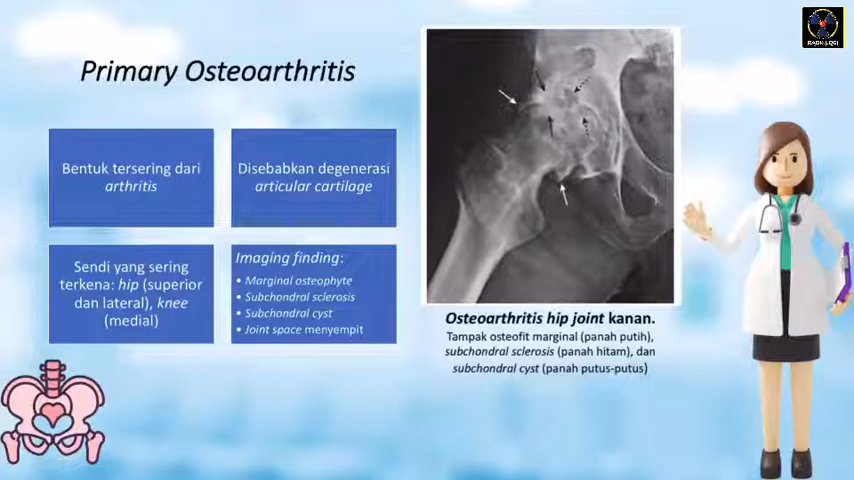 RADIOLOGI
Primary Osteoarthritis
Bentuk tersering dari
arthritis
Disebabkan degenerasi
articular cartilage
Sendi yang sering
terkena: hip (superior
dan lateral), knee
(medial)
Imaging finding:
• Marginal osteophyte
• Subchondral sclerosis
• Subchondral cyst
• Joint space menyempit
Osteoarthritis hip joint kanan.
Tampak osteofit marginal (panah putih),
subchondral sclerosis (panah hitam), dan
subchondral cyst (panah putus-putus)